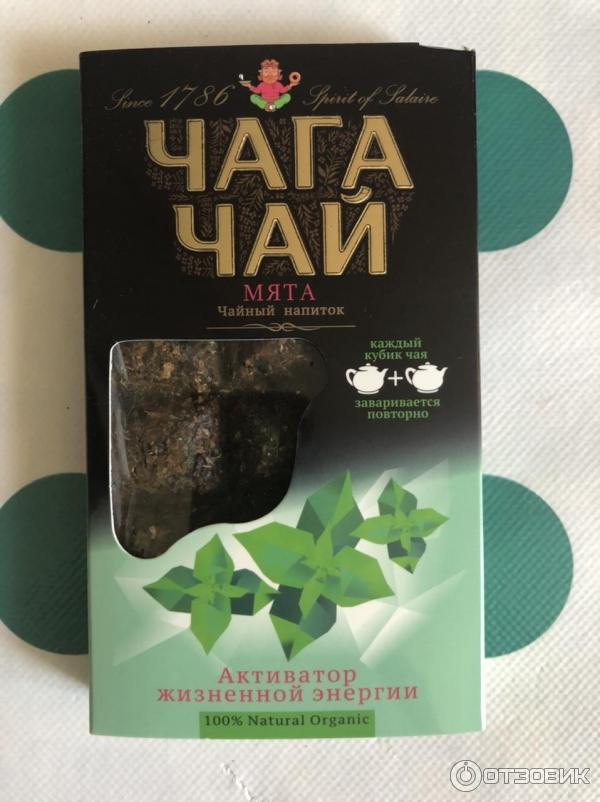 Since 1786 Spirit of Salaire
ЧАГА
ЧАЙ
МЯТА
Чайный напиток
каждый
кубик чая
+
заваривается
повторно
Активатор
жизненной энергии
100% Natural Organic
ОТЗОВИК